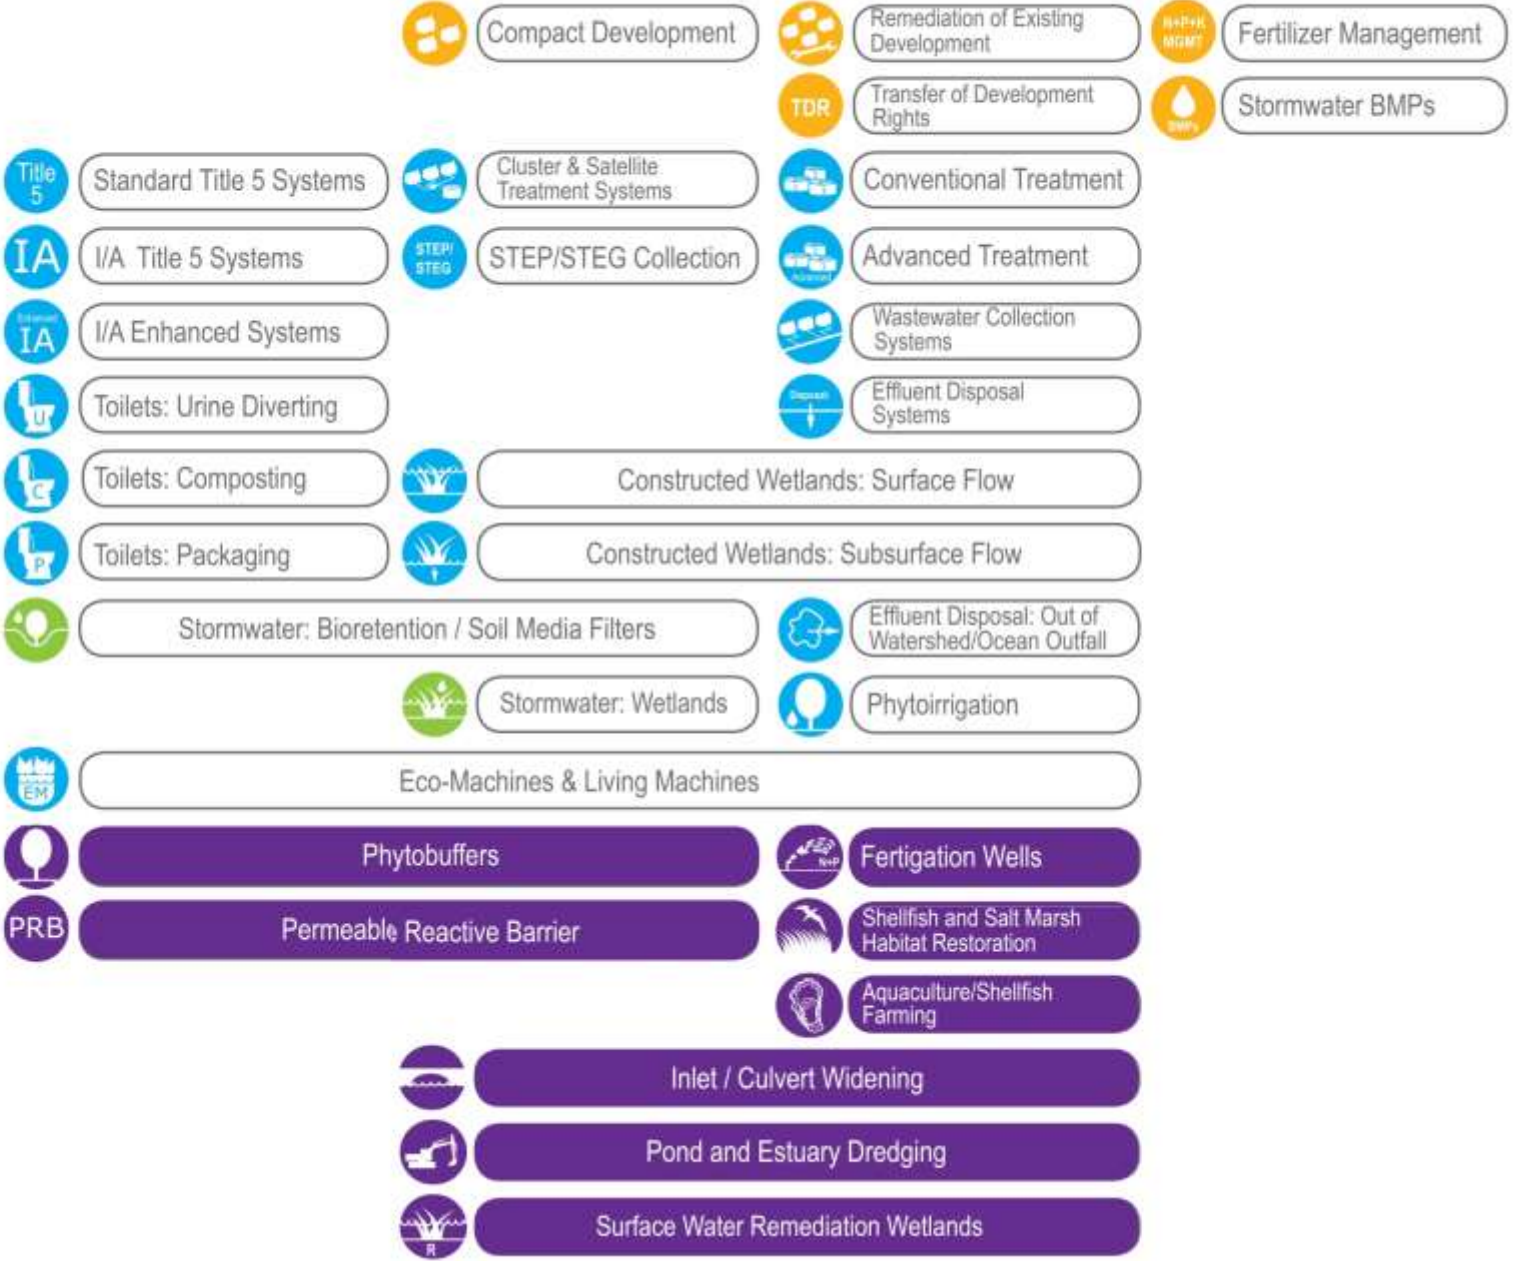 Compact Development
Remediation of Existing
Development
N+P+K
MGMT
Fertilizer Management
TDR
Transfer of Development
Rights
BMPs
Stormwater BMPs
Title
5
Standard Title 5 Systems
Cluster & Satellite
Treatment Systems
Conventional Treatment
IA
I/A Title 5 Systems
STEP/
STEG
STEP/STEG Collection
Advanced
Advanced Treatment
Enhanced
IA
I/A Enhanced Systems
Wastewater Collection
Systems
U
Toilets: Urine Diverting
Disposal
Effluent Disposal
Systems
C
Toilets: Composting
Constructed Wetlands: Surface Flow
P
Toilets: Packaging
Constructed Wetlands: Subsurface Flow
Stormwater: Bioretention / Soil Media Filters
Effluent Disposal: Out of
Watershed/Ocean Outfall
Stormwater: Wetlands
Phytoirrigation
EM
Eco-Machines & Living Machines
Phytobuffers
N+P
Fertigation Wells
PRB
Permeable Reactive Barrier
Shellfish and Salt Marsh
Habitat Restoration
Aquaculture/Shellfish
Farming
Inlet / Culvert Widening
Pond and Estuary Dredging
R
Surface Water Remediation Wetlands